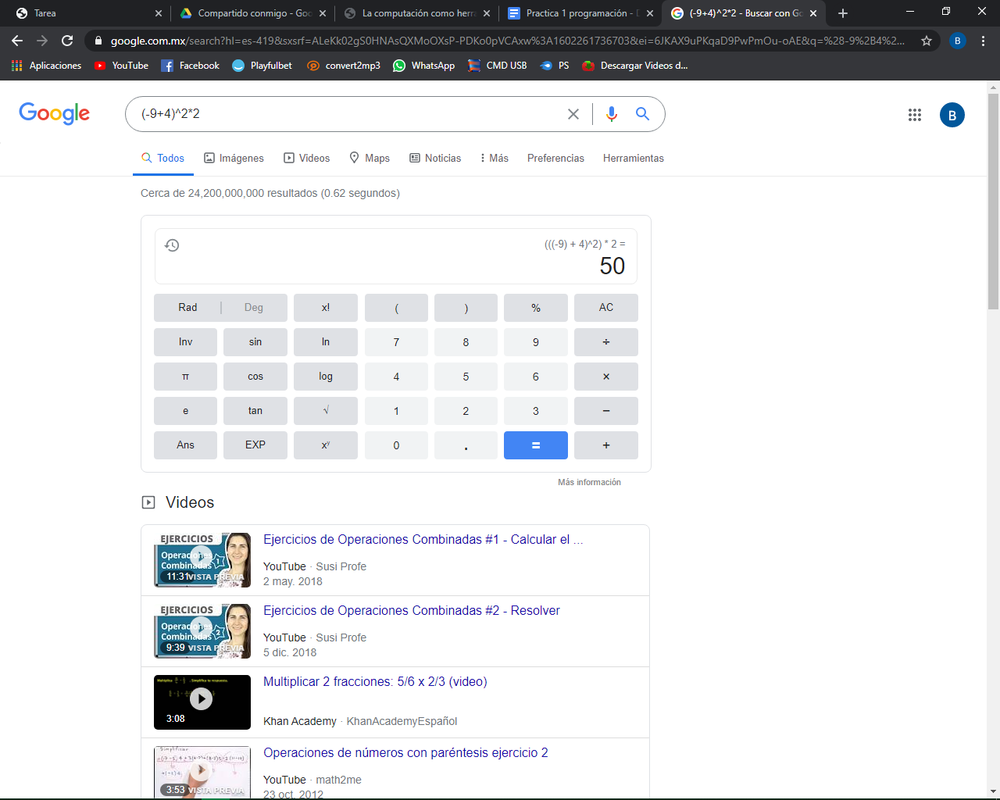 Tarea
Compartido conmigo - Goo
La computación como herra
Practica 1 programación - D
(-9+4)^2*2 - Buscar con Go
google.com.mx/search?hl=es-419&sxsrf=ALeKk02gS0HNAsQXMoOXsP-PDKo0pVCAxw%3A1602261736703&ei=6JKAX9uPKqaD9PwPmOu-oAE&q=%28-9%2B4%2...
B
Aplicaciones
YouTube
Facebook
Playfulbet
convert2mp3
WhatsApp
CMD USB
PS
Descargar Videos d...
Google
(-9+4)^2*2
B
Todos
Imágenes
Videos
Maps
Noticias
Más
Preferencias
Herramientas
Cerca de 24,200,000,000 resultados (0.62 segundos)
(((-9) + 4)^2) * 2 =
50
Rad | Deg x! ( ) % AC
Inv sin ln 7 8 9 ÷
π cos log 4 5 6 ×
e tan √ 1 2 3 −
Ans EXP xʸ 0 . = +
Más información
Videos
EJERCICIOS
Operaciones
Combinadas 1
11:31 VISTA PREVIA
Ejercicios de Operaciones Combinadas #1 - Calcular el ...
YouTube · Susi Profe
2 may. 2018
EJERCICIOS
Operaciones
Combinadas 2
9:39 VISTA PREVIA
Ejercicios de Operaciones Combinadas #2 - Resolver
YouTube · Susi Profe
5 dic. 2018
3:08
Multiplicar 2 fracciones: 5/6 x 2/3 (video)
Khan Academy · KhanAcademyEspañol
Simplificar
3:53 VISTA PREVIA
Operaciones de números con paréntesis ejercicio 2
YouTube · math2me
23 oct. 2012